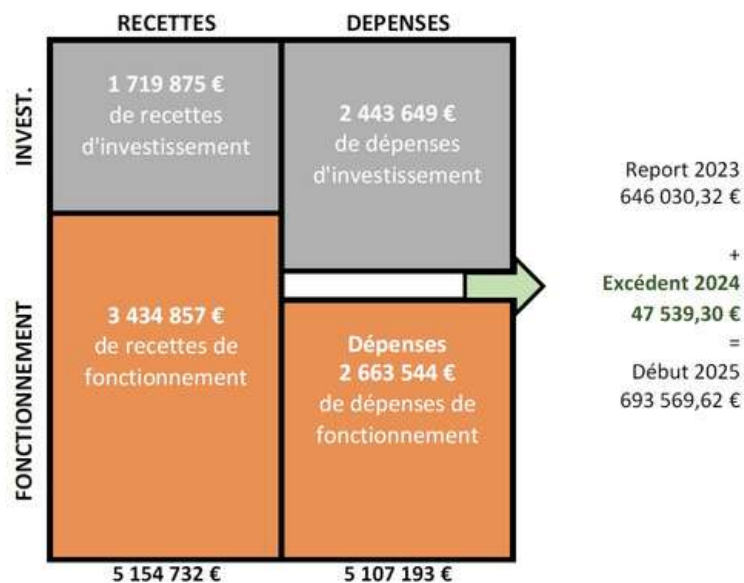 RECETTES
DEPENSES
INVEST.
1 719 875 €
de recettes
d'investissement
2 443 649 €
de dépenses
d'investissement
FONCTIONNEMENT
3 434 857 €
de recettes de
fonctionnement
Dépenses
2 663 544 €
de dépenses de
fonctionnement
5 154 732 €
5 107 193 €
Report 2023
646 030,32 €
+
Excédent 2024
47 539,30 €
=
Début 2025
693 569,62 €